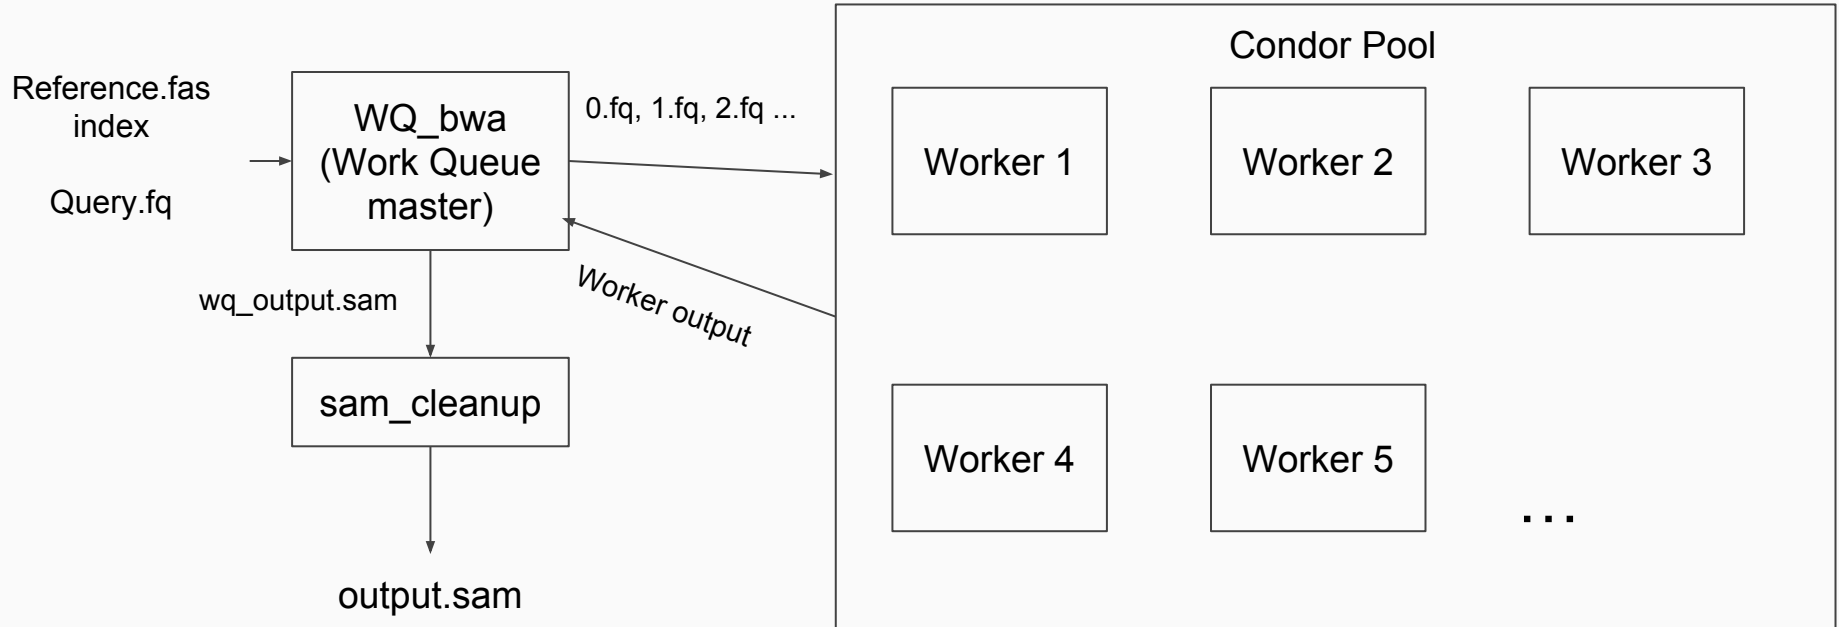 Reference.fas
index
Query.fq
WQ_bwa
(Work Queue
master)
0.fq, 1.fq, 2.fq ...
Worker output
wq_output.sam
sam_cleanup
output.sam
Condor Pool
Worker 1
Worker 2
Worker 3
Worker 4
Worker 5
...